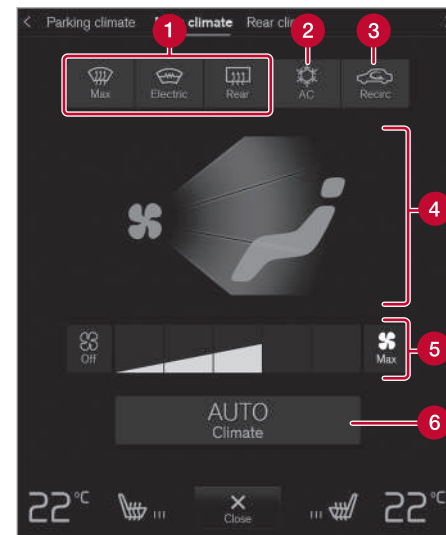 Parking climate climate Rear
1 2 3
Max Electric Rear AC Recirc
4
Off Max 5
AUTO 6
Climate
22°C Close 22°C